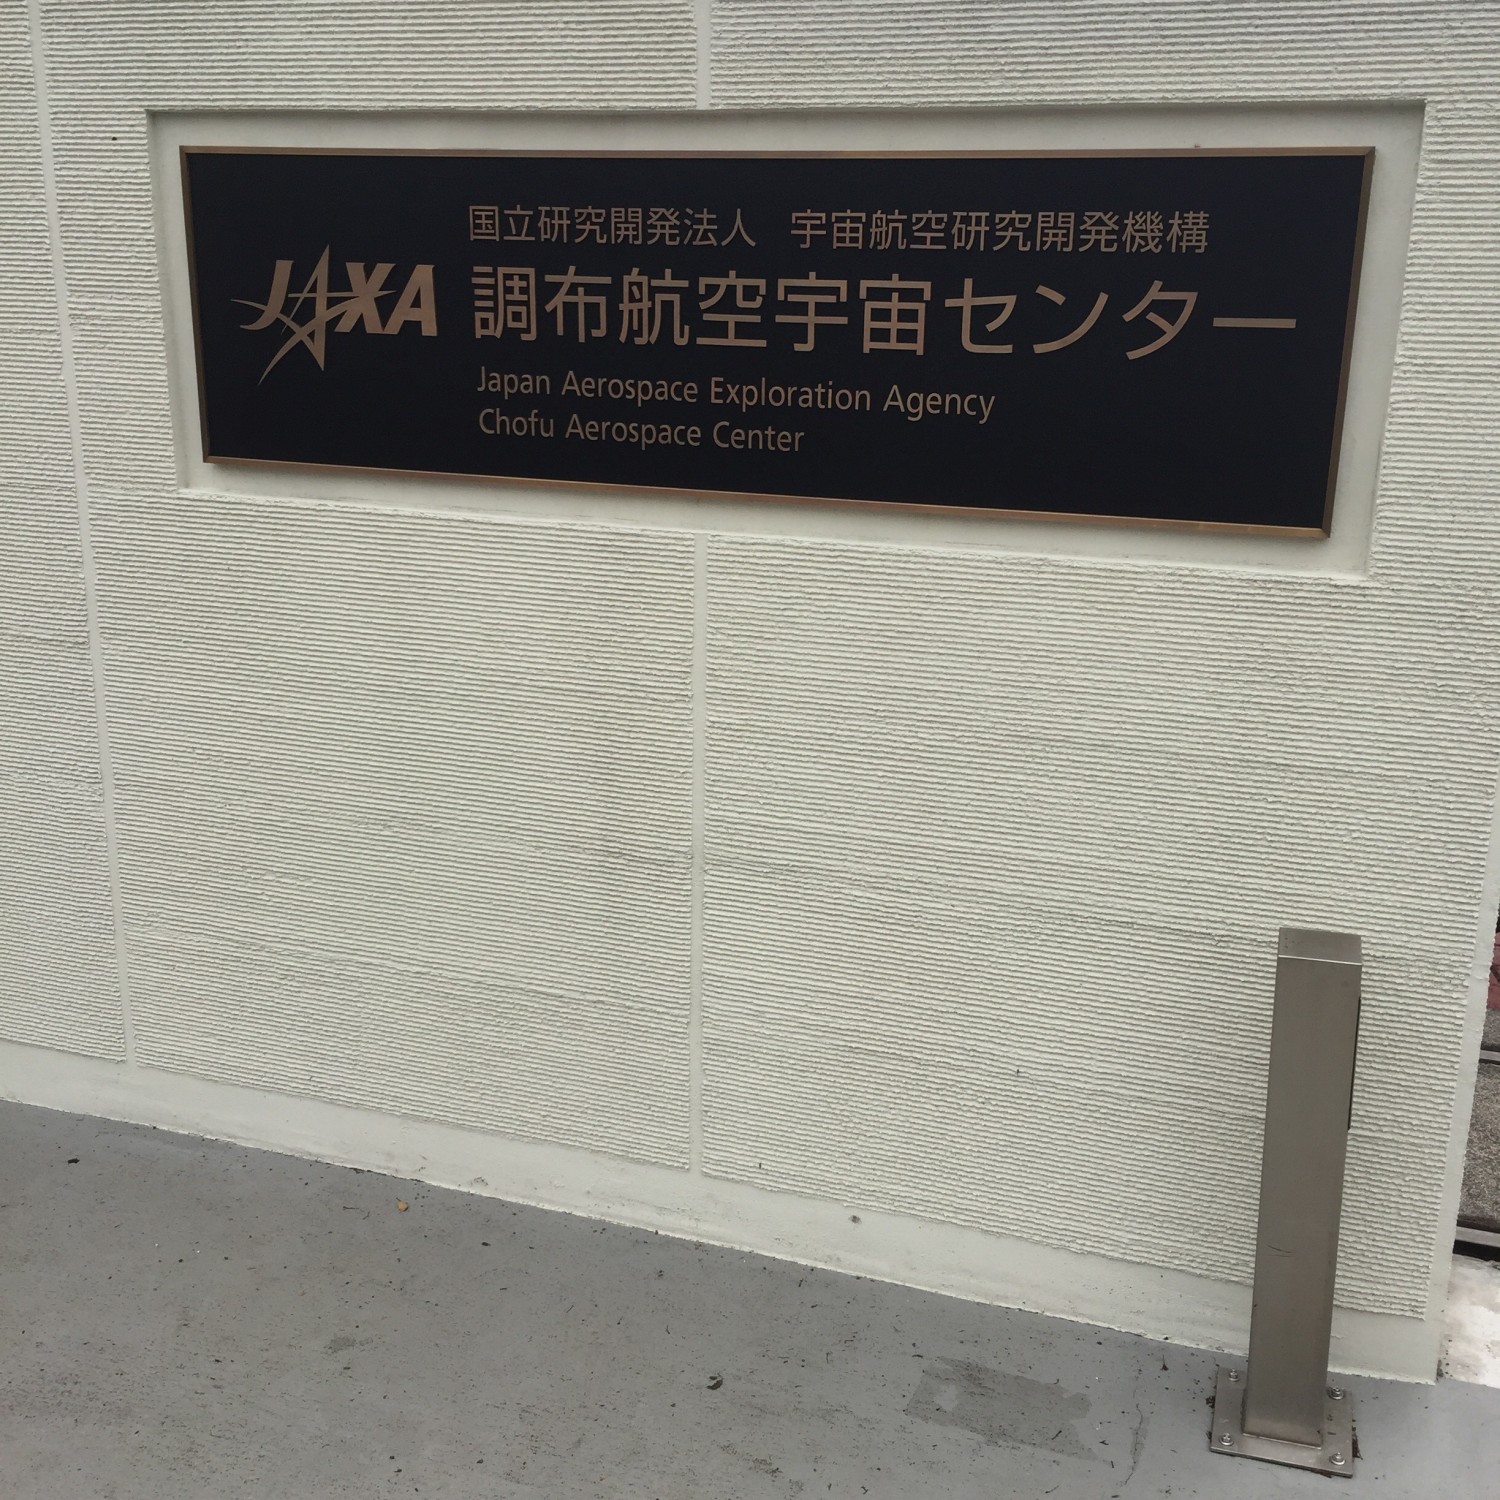 JAXA
国立研究開発法人　宇宙航空研究開発機構
調布航空宇宙センター
Japan Aerospace Exploration Agency
Chofu Aerospace Center